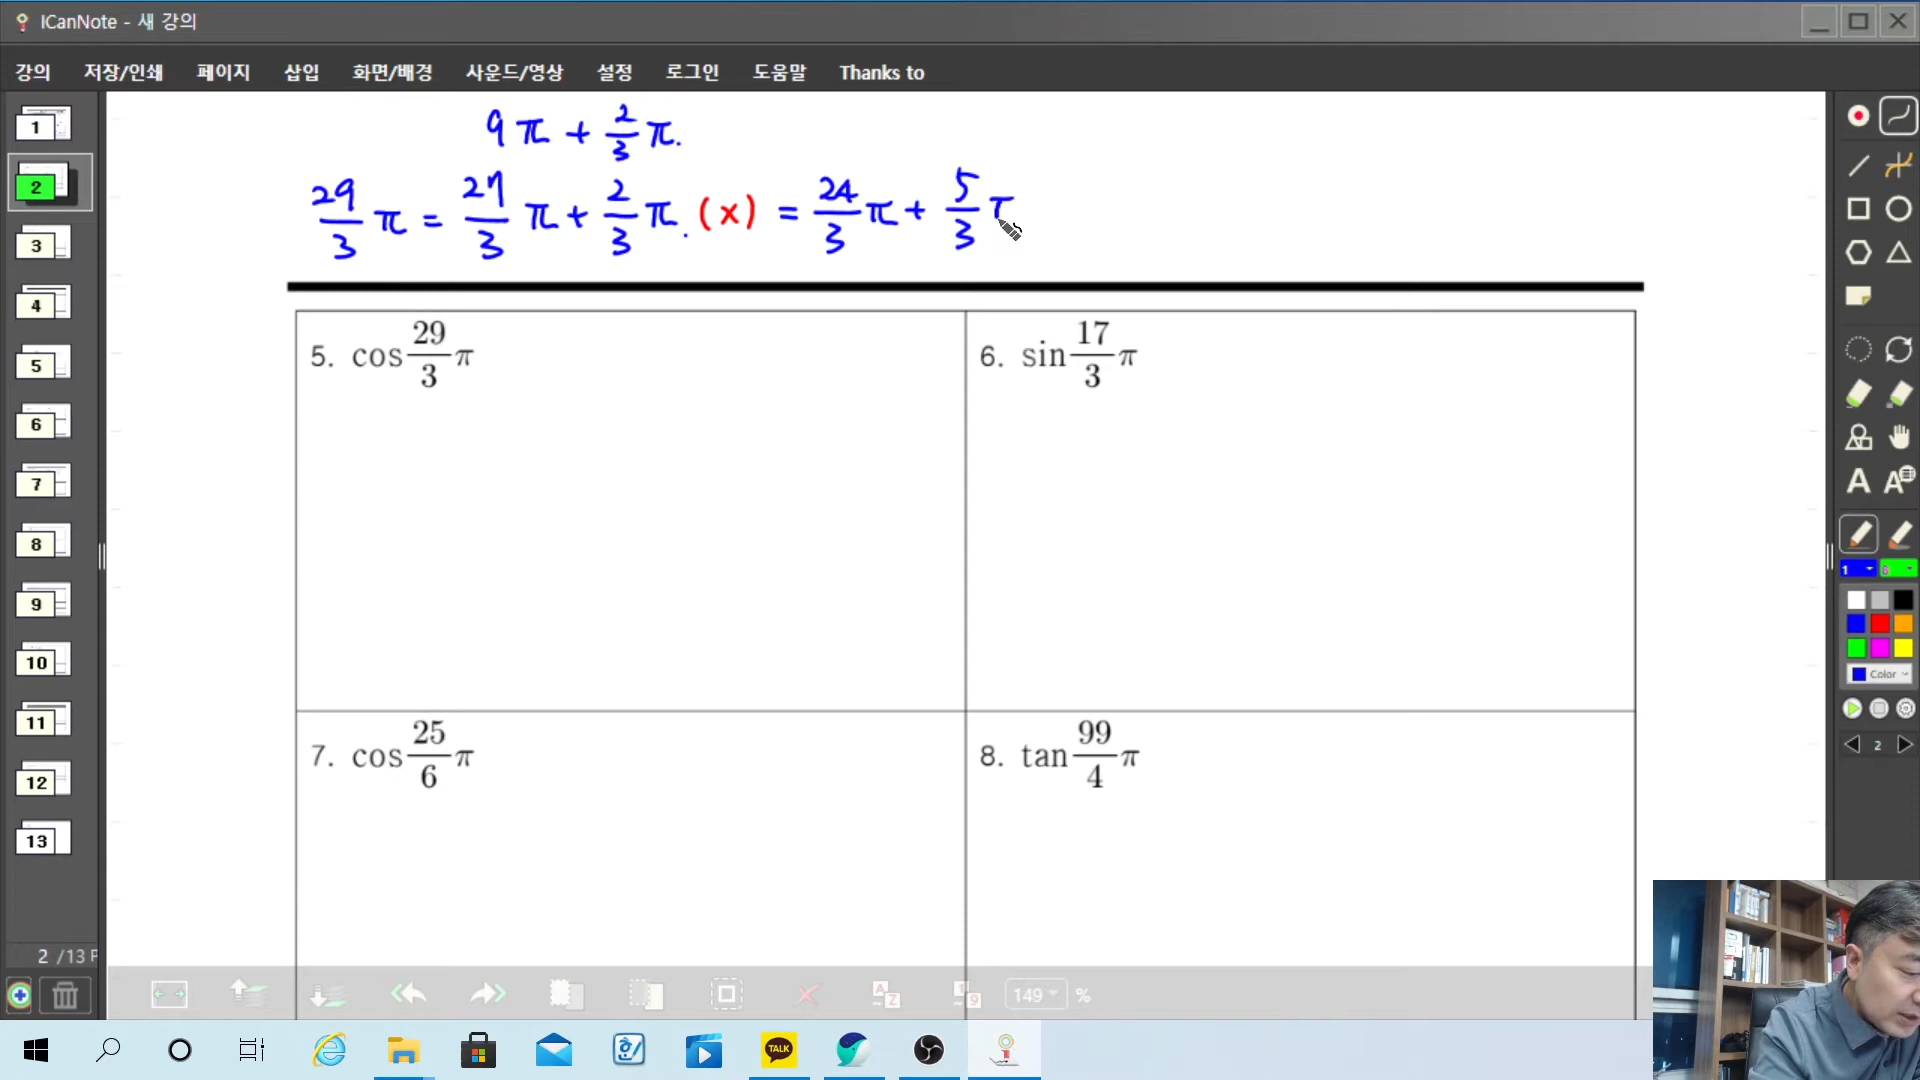 ICanNote - 새 강의
강의 저장/인쇄 페이지 삽입 화면/배경 사운드/영상 설정 로그인 도움말 Thanks to
9π + 2/3 π.
29/3 π = 27/3 π + 2/3 π. (x) = 24/3 π + 5/3 π
5. cos 29/3 π
6. sin 17/3 π
7. cos 25/6 π
8. tan 99/4 π
1
2
3
4
5
6
7
8
9
10
11
12
13
2 /13 P
149 %
A A
1
Color
2
TALK